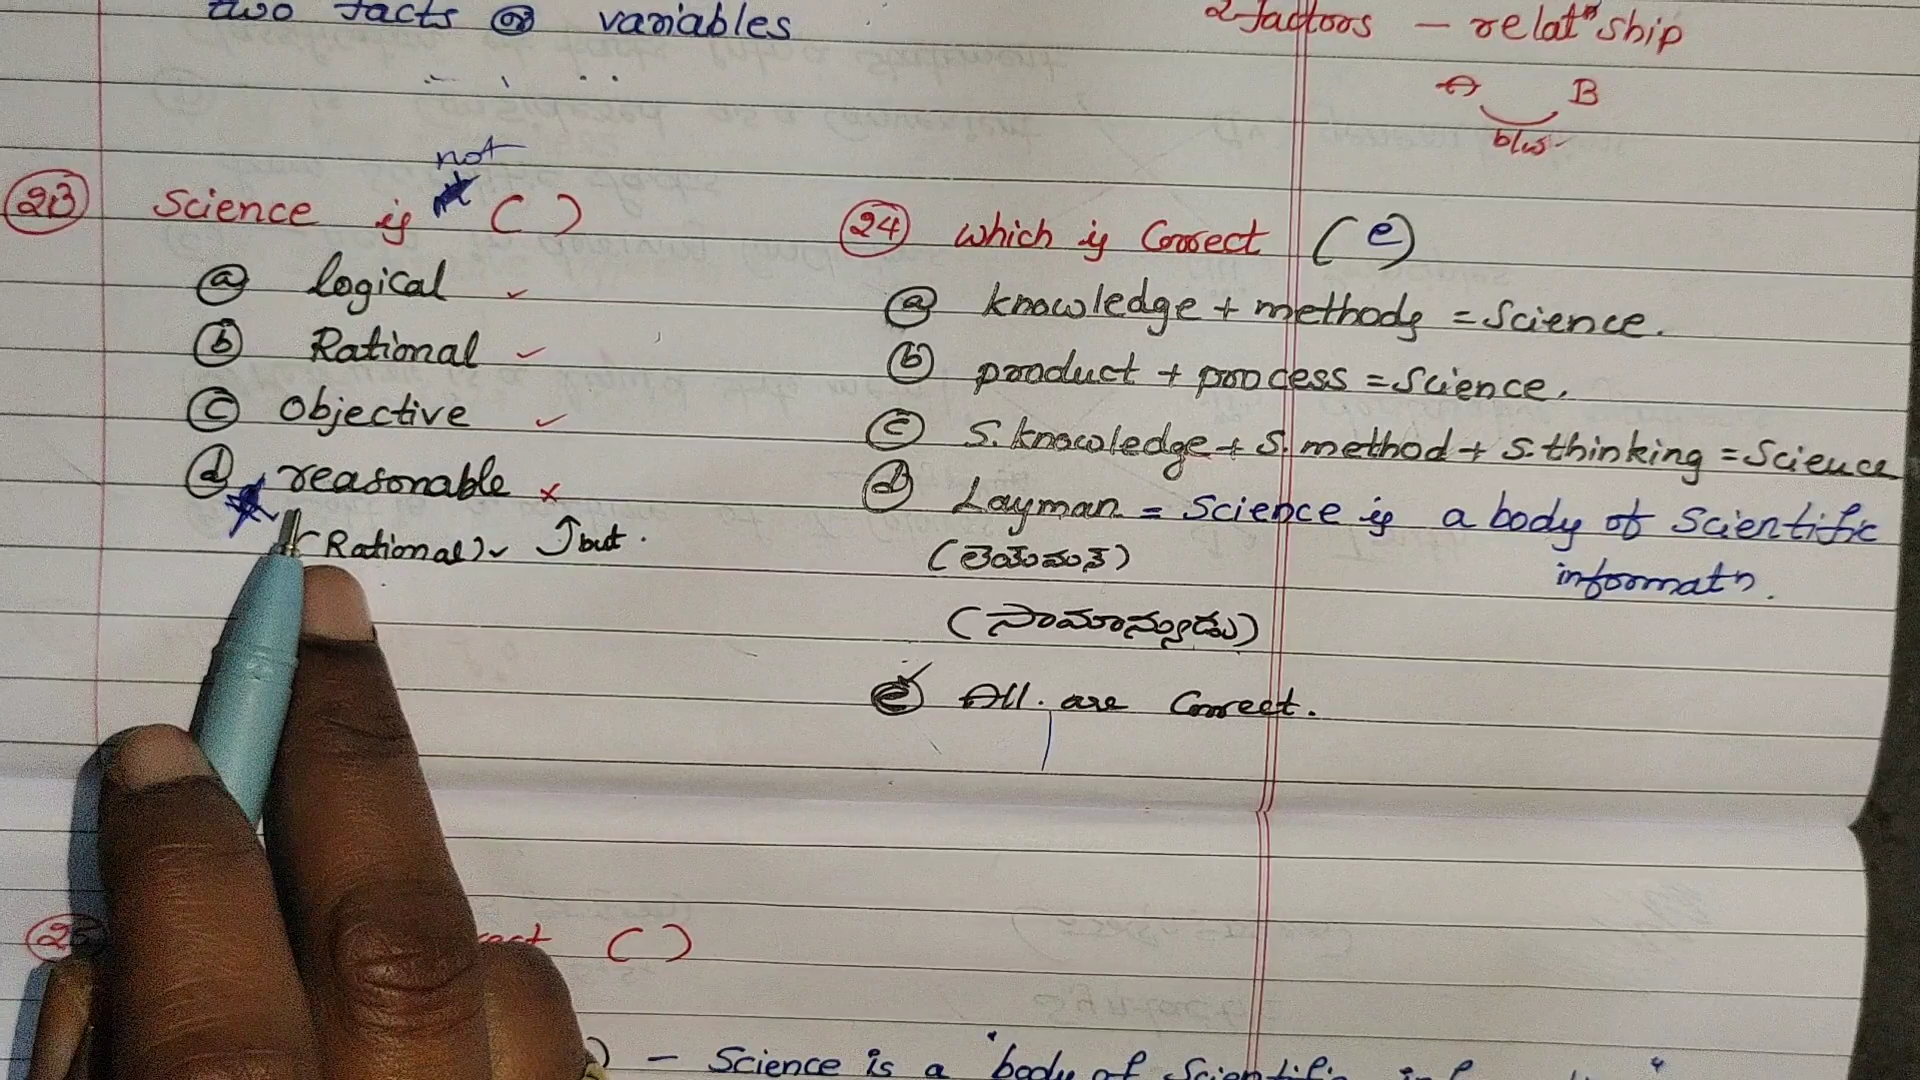 two facts or variables
2 factors - relatn ship
A B
b/w
not
23 Science is ( )
a logical ✓
b Rational ✓
c Objective ✓
d reasonable ×
(Rational) ✓ but.
24 which is Correct (e)
a knowledge + methods = Science.
b product + process = Science.
c S. knowledge + S. method + S. thinking = Science
d Layman = Science is a body of Scientific
informatn.
(లెయిమన్)
(సామాన్యుడు)
e All. are Correct.
( )
- Science is a body of